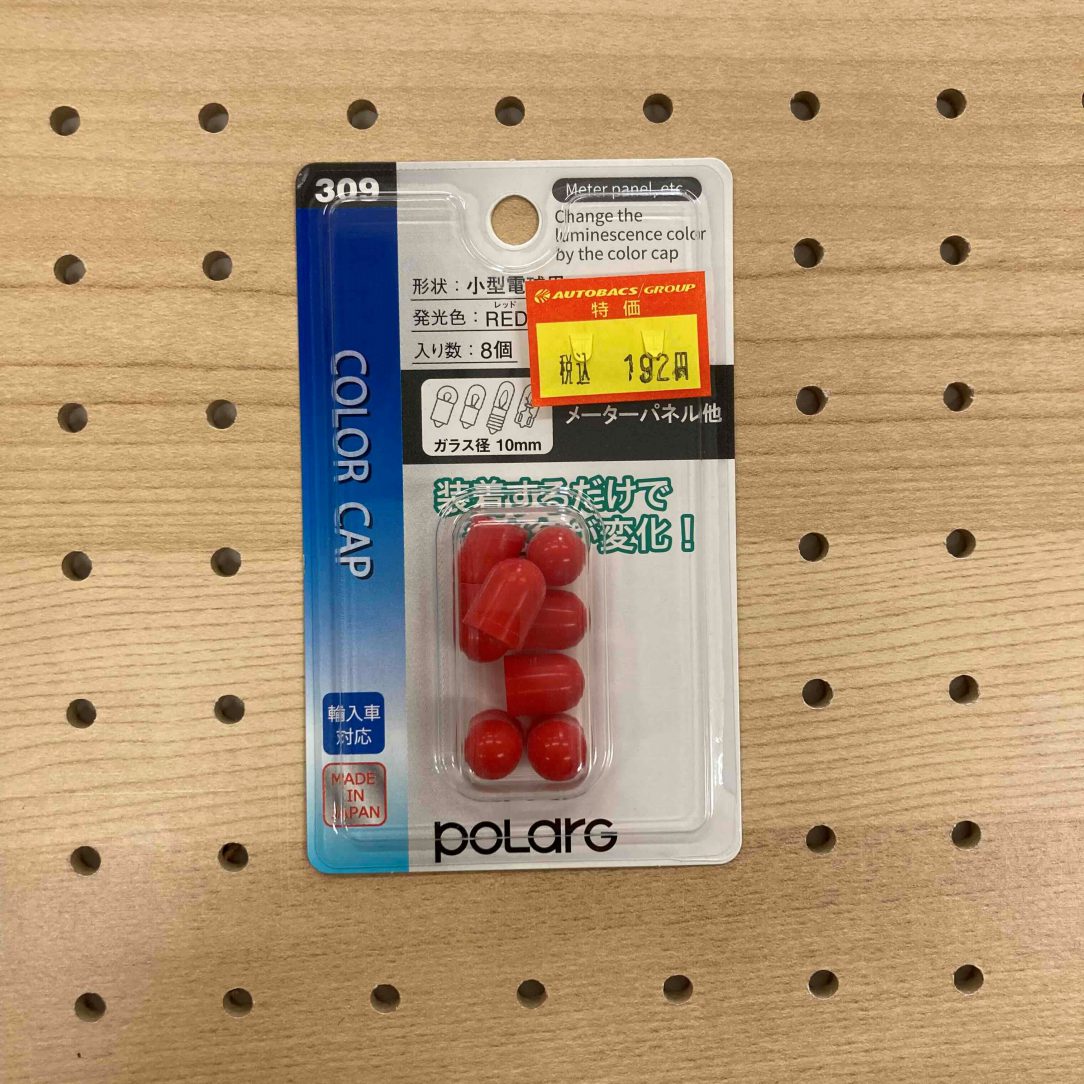 309
Meter panel, etc.
Change the
luminescence color
by the color cap
形状：小型電球用
レッド
発光色：RED
入り数：8個
AUTOBACS GROUP
特価
税込 192円
メーターパネル他
ガラス径 10mm
COLOR CAP
装着するだけで
変化！
輸入車
対応
MADE
IN
JAPAN
POLARG